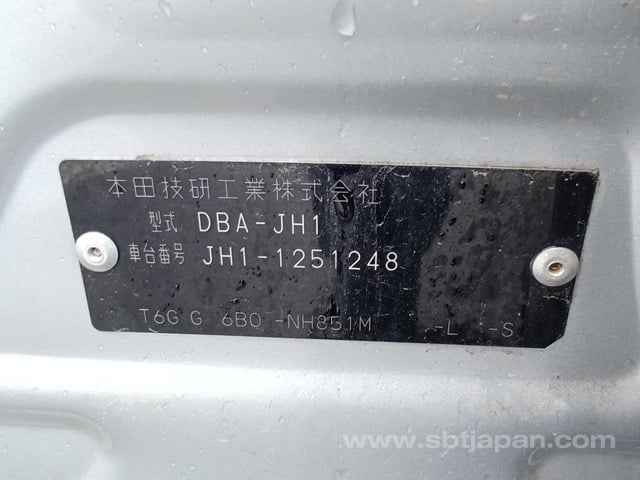 本田技研工業株式会社
型式 DBA-JH1
車台番号 JH1-1251248
T6G G 6B0 -NH851M -L -S
www.sbtjapan.com